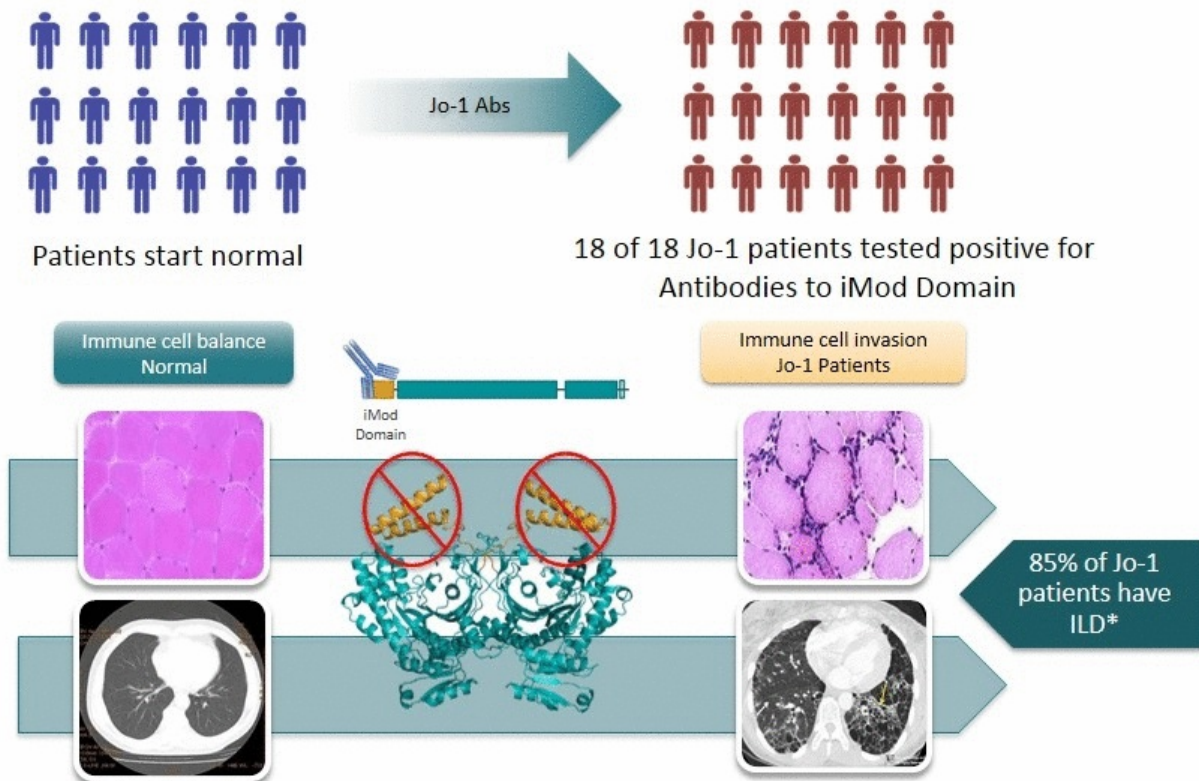 Jo-1 Abs
Patients start normal
18 of 18 Jo-1 patients tested positive for
Antibodies to iMod Domain
Immune cell balance
Normal
iMod
Domain
Immune cell invasion
Jo-1 Patients
85% of Jo-1
patients have
ILD*